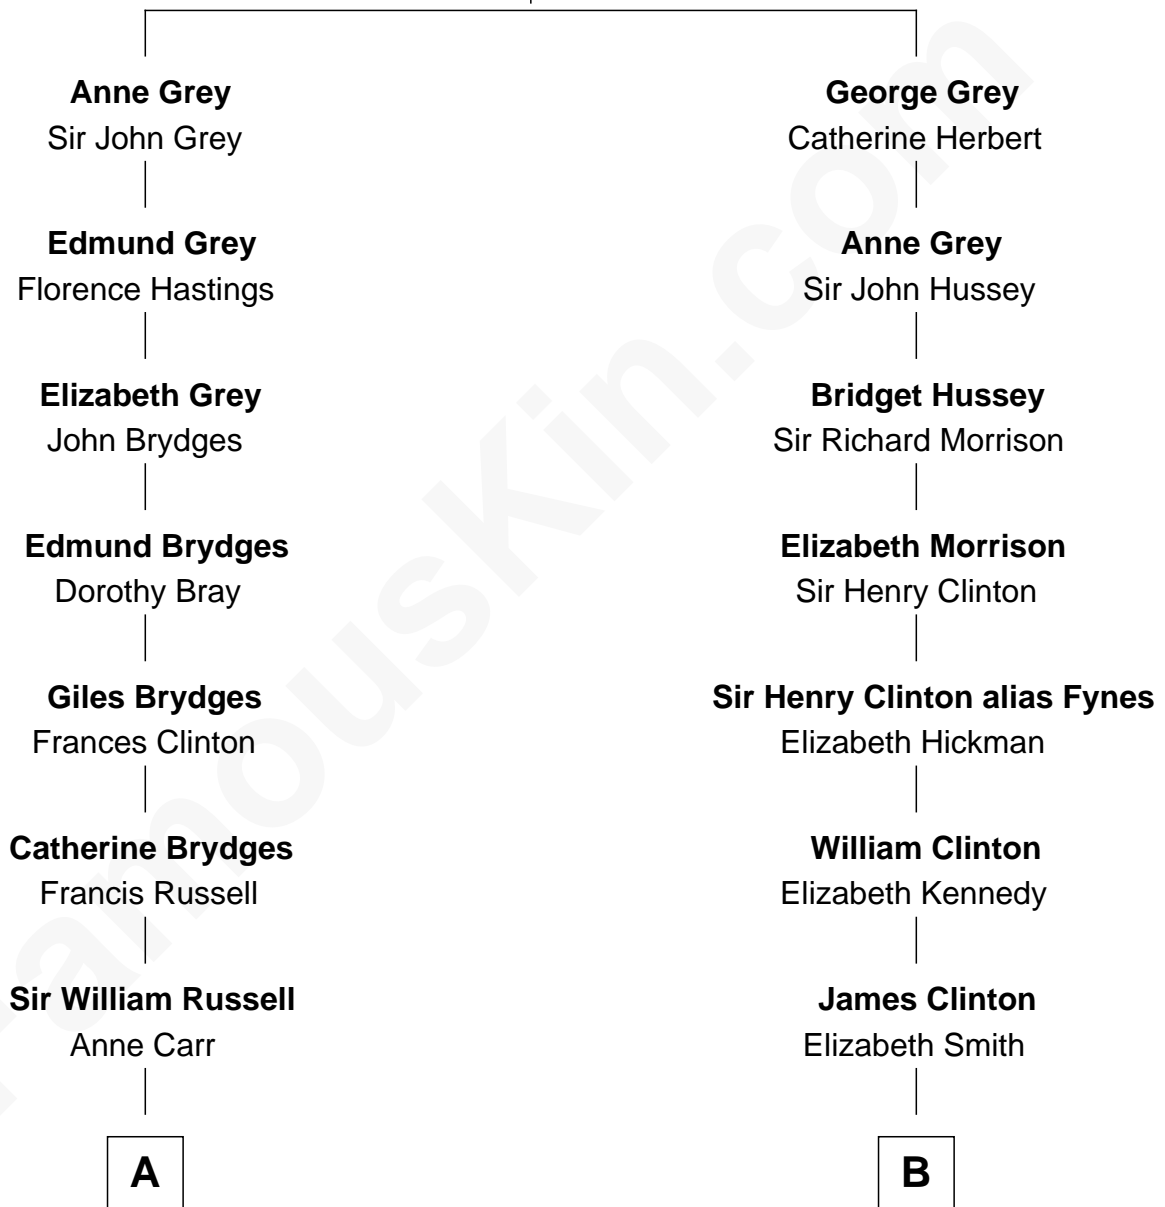 Anne Grey
Sir John Grey
Edmund Grey
Florence Hastings
Elizabeth Grey
John Brydges
Edmund Brydges
Dorothy Bray
Giles Brydges
Frances Clinton
Catherine Brydges
Francis Russell
Sir William Russell
Anne Carr
A
George Grey
Catherine Herbert
Anne Grey
Sir John Hussey
Bridget Hussey
Sir Richard Morrison
Elizabeth Morrison
Sir Henry Clinton
Sir Henry Clinton alias Fynes
Elizabeth Hickman
William Clinton
Elizabeth Kennedy
James Clinton
Elizabeth Smith
B
FamousKin.com